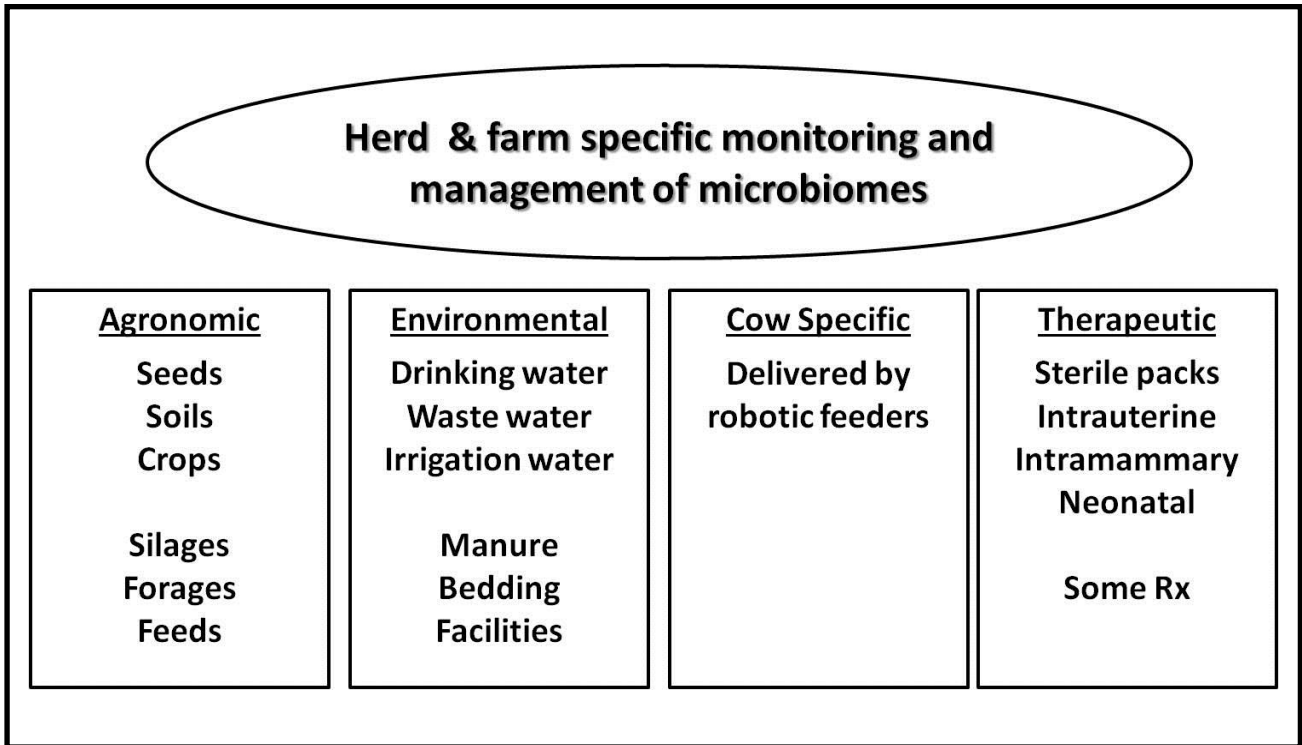 Herd & farm specific monitoring and
management of microbiomes
Agronomic
Seeds
Soils
Crops
Silages
Forages
Feeds
Environmental
Drinking water
Waste water
Irrigation water
Manure
Bedding
Facilities
Cow Specific
Delivered by
robotic feeders
Therapeutic
Sterile packs
Intrauterine
Intramammary
Neonatal
Some Rx